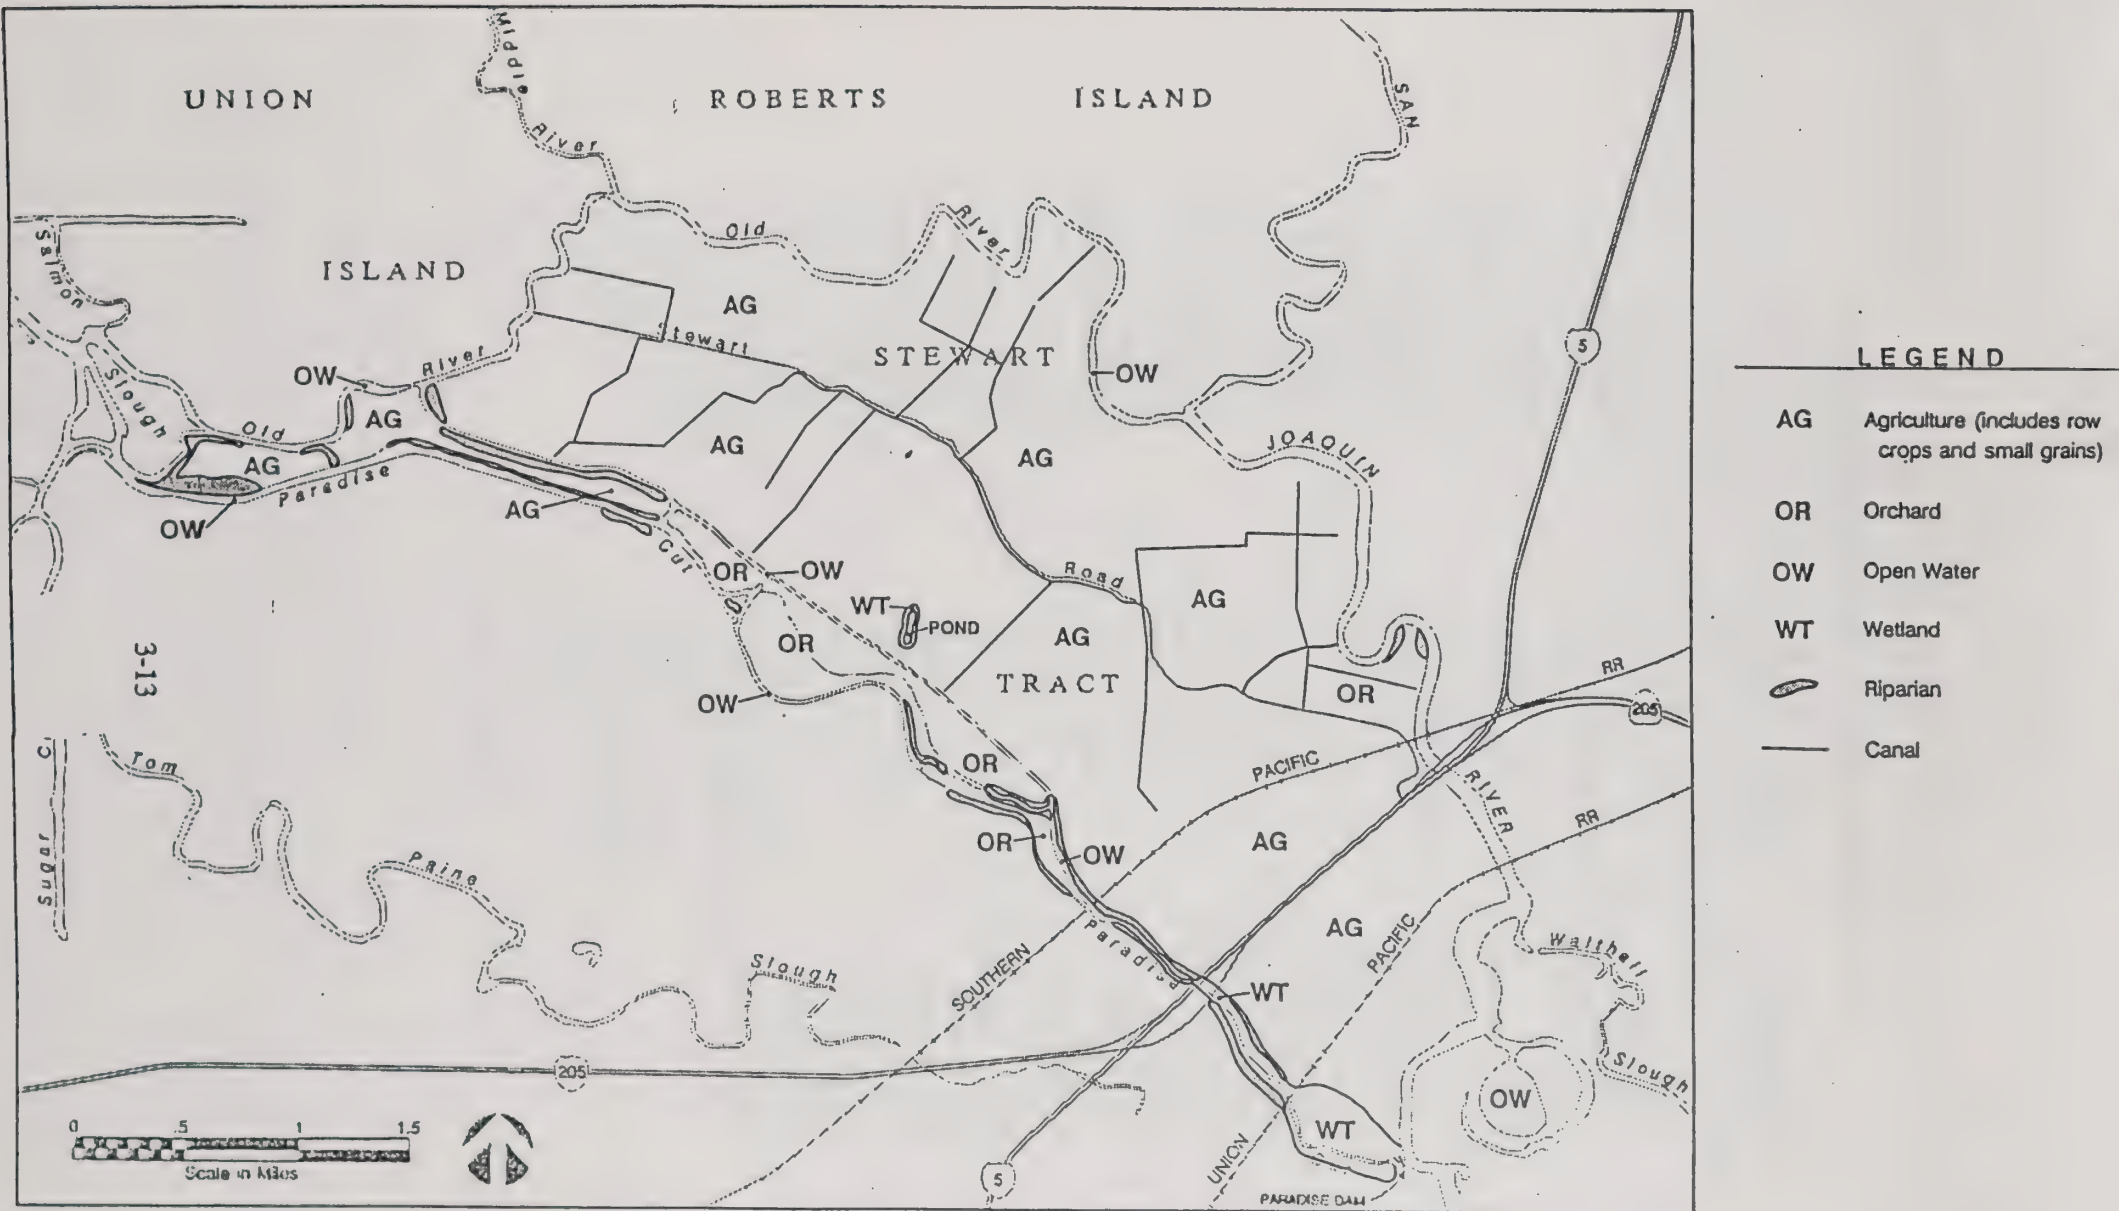 UNION
ROBERTS ISLAND
Middle
River
SAN
Old
River
Salmon
Slough
ISLAND
AG
Stewart
STEWART
5
OW
OW
River
AG
Old
AG
Paradise
OW
AG
AG
AG
JOAQUIN
Cut
OR
OW
Road
AG
WT
POND
OR
AG
TRACT
OR
OW
RR
205
3-13
Tom
Sugar C
OR
PACIFIC
RIVER
RR
OR
OW
AG
Paine
Paradise
AG
PACIFIC
Walthall
Slough
SOUTHERN
WT
205
Slough
OW
WT
UNION
5
PARADISE DAM
0 .5 1 1.5
Scale in Miles
LEGEND
AG Agriculture (includes row
crops and small grains)
OR Orchard
OW Open Water
WT Wetland
Riparian
Canal